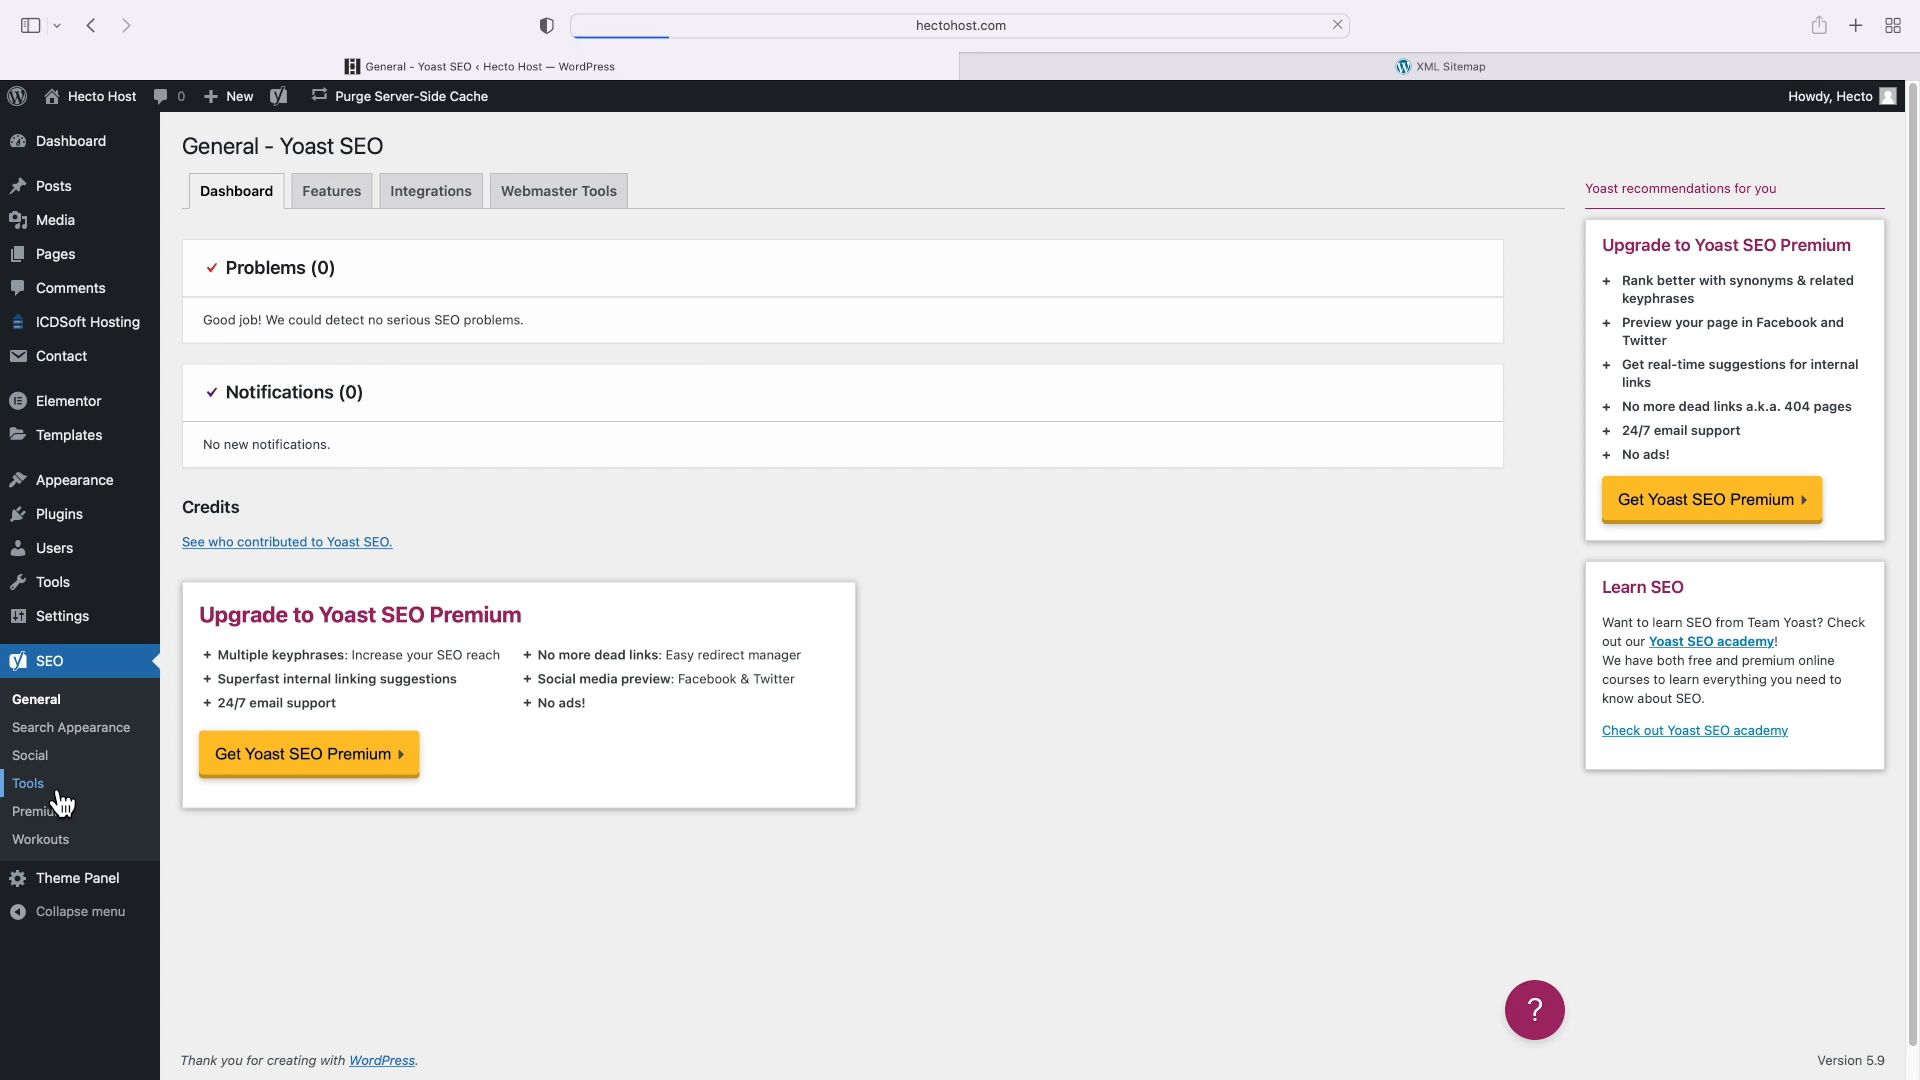 hectohost.com
General - Yoast SEO ‹ Hecto Host — WordPress
XML Sitemap
Hecto Host
0
New
Purge Server-Side Cache
Howdy, Hecto
Dashboard
Posts
Media
Pages
Comments
ICDSoft Hosting
Contact
Elementor
Templates
Appearance
Plugins
Users
Tools
Settings
SEO
General
Search Appearance
Social
Tools
Workouts
Theme Panel
Collapse menu
General - Yoast SEO
Dashboard
Features
Integrations
Webmaster Tools
Problems (0)
Good job! We could detect no serious SEO problems.
Notifications (0)
No new notifications.
Credits
See who contributed to Yoast SEO.
Upgrade to Yoast SEO Premium
+ Multiple keyphrases: Increase your SEO reach
+ Superfast internal linking suggestions
+ 24/7 email support
+ No more dead links: Easy redirect manager
+ Social media preview: Facebook & Twitter
+ No ads!
Get Yoast SEO Premium
Yoast recommendations for you
Upgrade to Yoast SEO Premium
+ Rank better with synonyms & related
keyphrases
+ Preview your page in Facebook and
Twitter
+ Get real-time suggestions for internal
links
+ No more dead links a.k.a. 404 pages
+ 24/7 email support
+ No ads!
Get Yoast SEO Premium
Learn SEO
Want to learn SEO from Team Yoast? Check
out our Yoast SEO academy!
We have both free and premium online
courses to learn everything you need to
know about SEO.
Check out Yoast SEO academy
?
Thank you for creating with WordPress.
Version 5.9